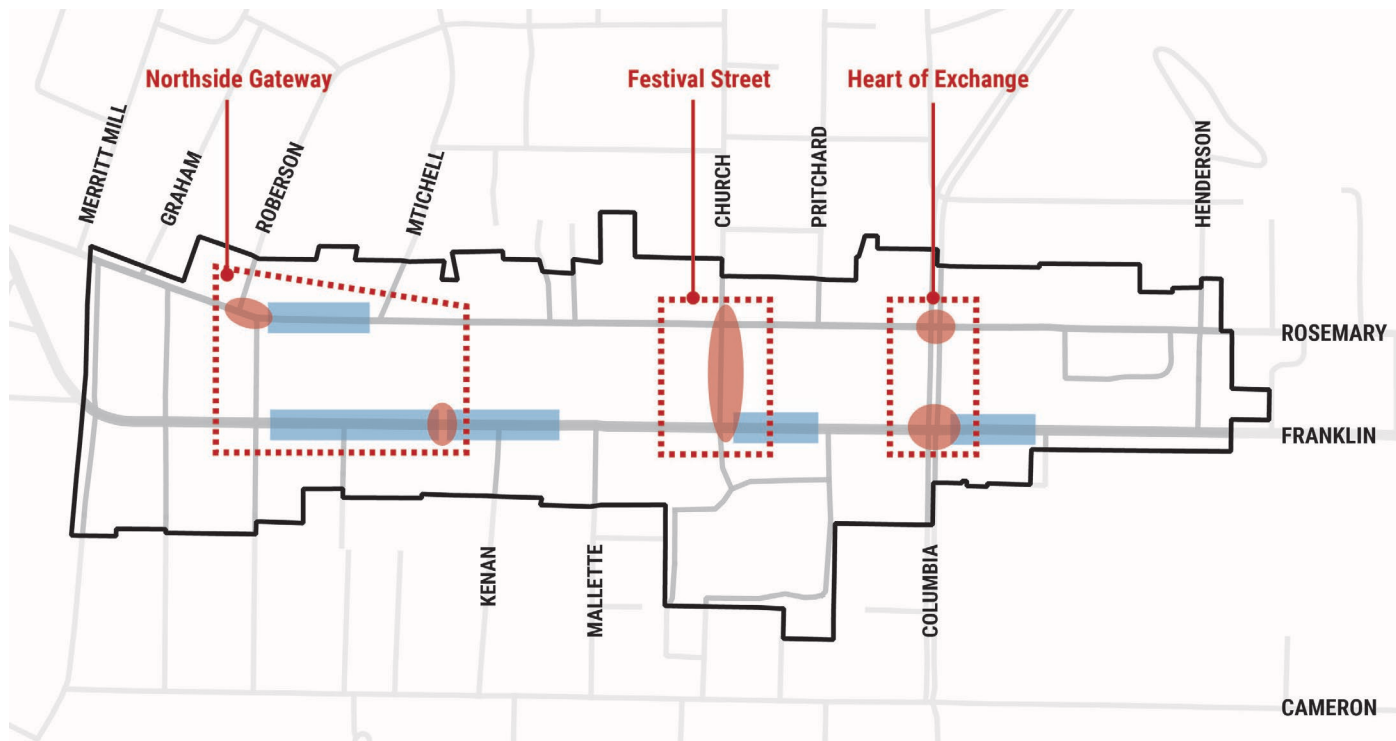 Northside Gateway
Festival Street
Heart of Exchange
MERRITT MILL
GRAHAM
ROBERSON
MTICHELL
CHURCH
PRITCHARD
HENDERSON
ROSEMARY
FRANKLIN
KENAN
MALLETTE
COLUMBIA
CAMERON